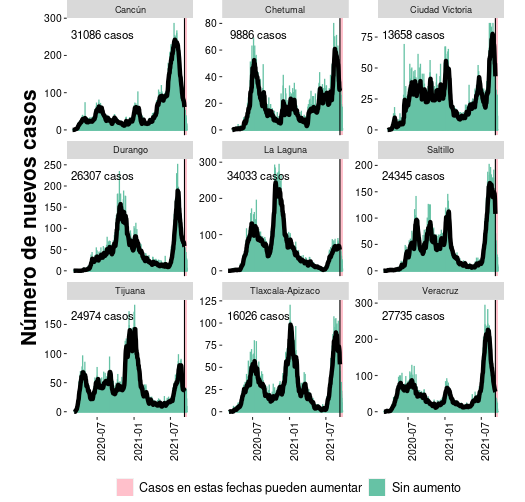 Número de nuevos casos
Cancún
Chetumal
Ciudad Victoria
31086 casos
9886 casos
13658 casos
300
200
100
0
80
60
40
20
0
75
50
25
0
Durango
La Laguna
Saltillo
26307 casos
34033 casos
24345 casos
250
200
150
100
50
0
300
200
100
0
200
150
100
50
0
Tijuana
Tlaxcala-Apizaco
Veracruz
24974 casos
16026 casos
27735 casos
150
100
50
0
125
100
75
50
25
0
300
200
100
0
2020-07
2021-01
2021-07
2020-07
2021-01
2021-07
2020-07
2021-01
2021-07
Casos en estas fechas pueden aumentar
Sin aumento